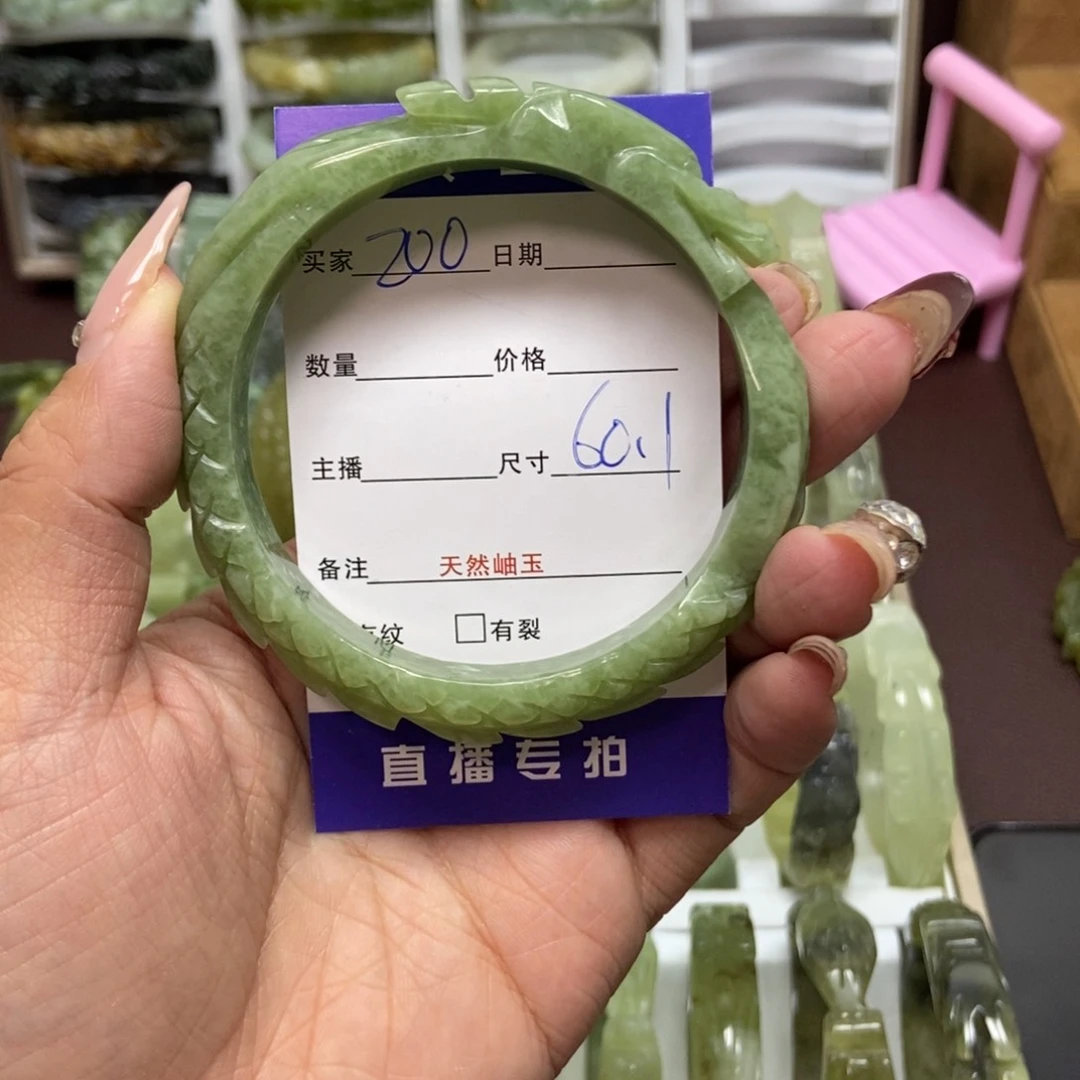 买家 200 日期
数量 价格
主播 尺寸 60.1
备注 天然岫玉
纹 □有裂
直播专拍